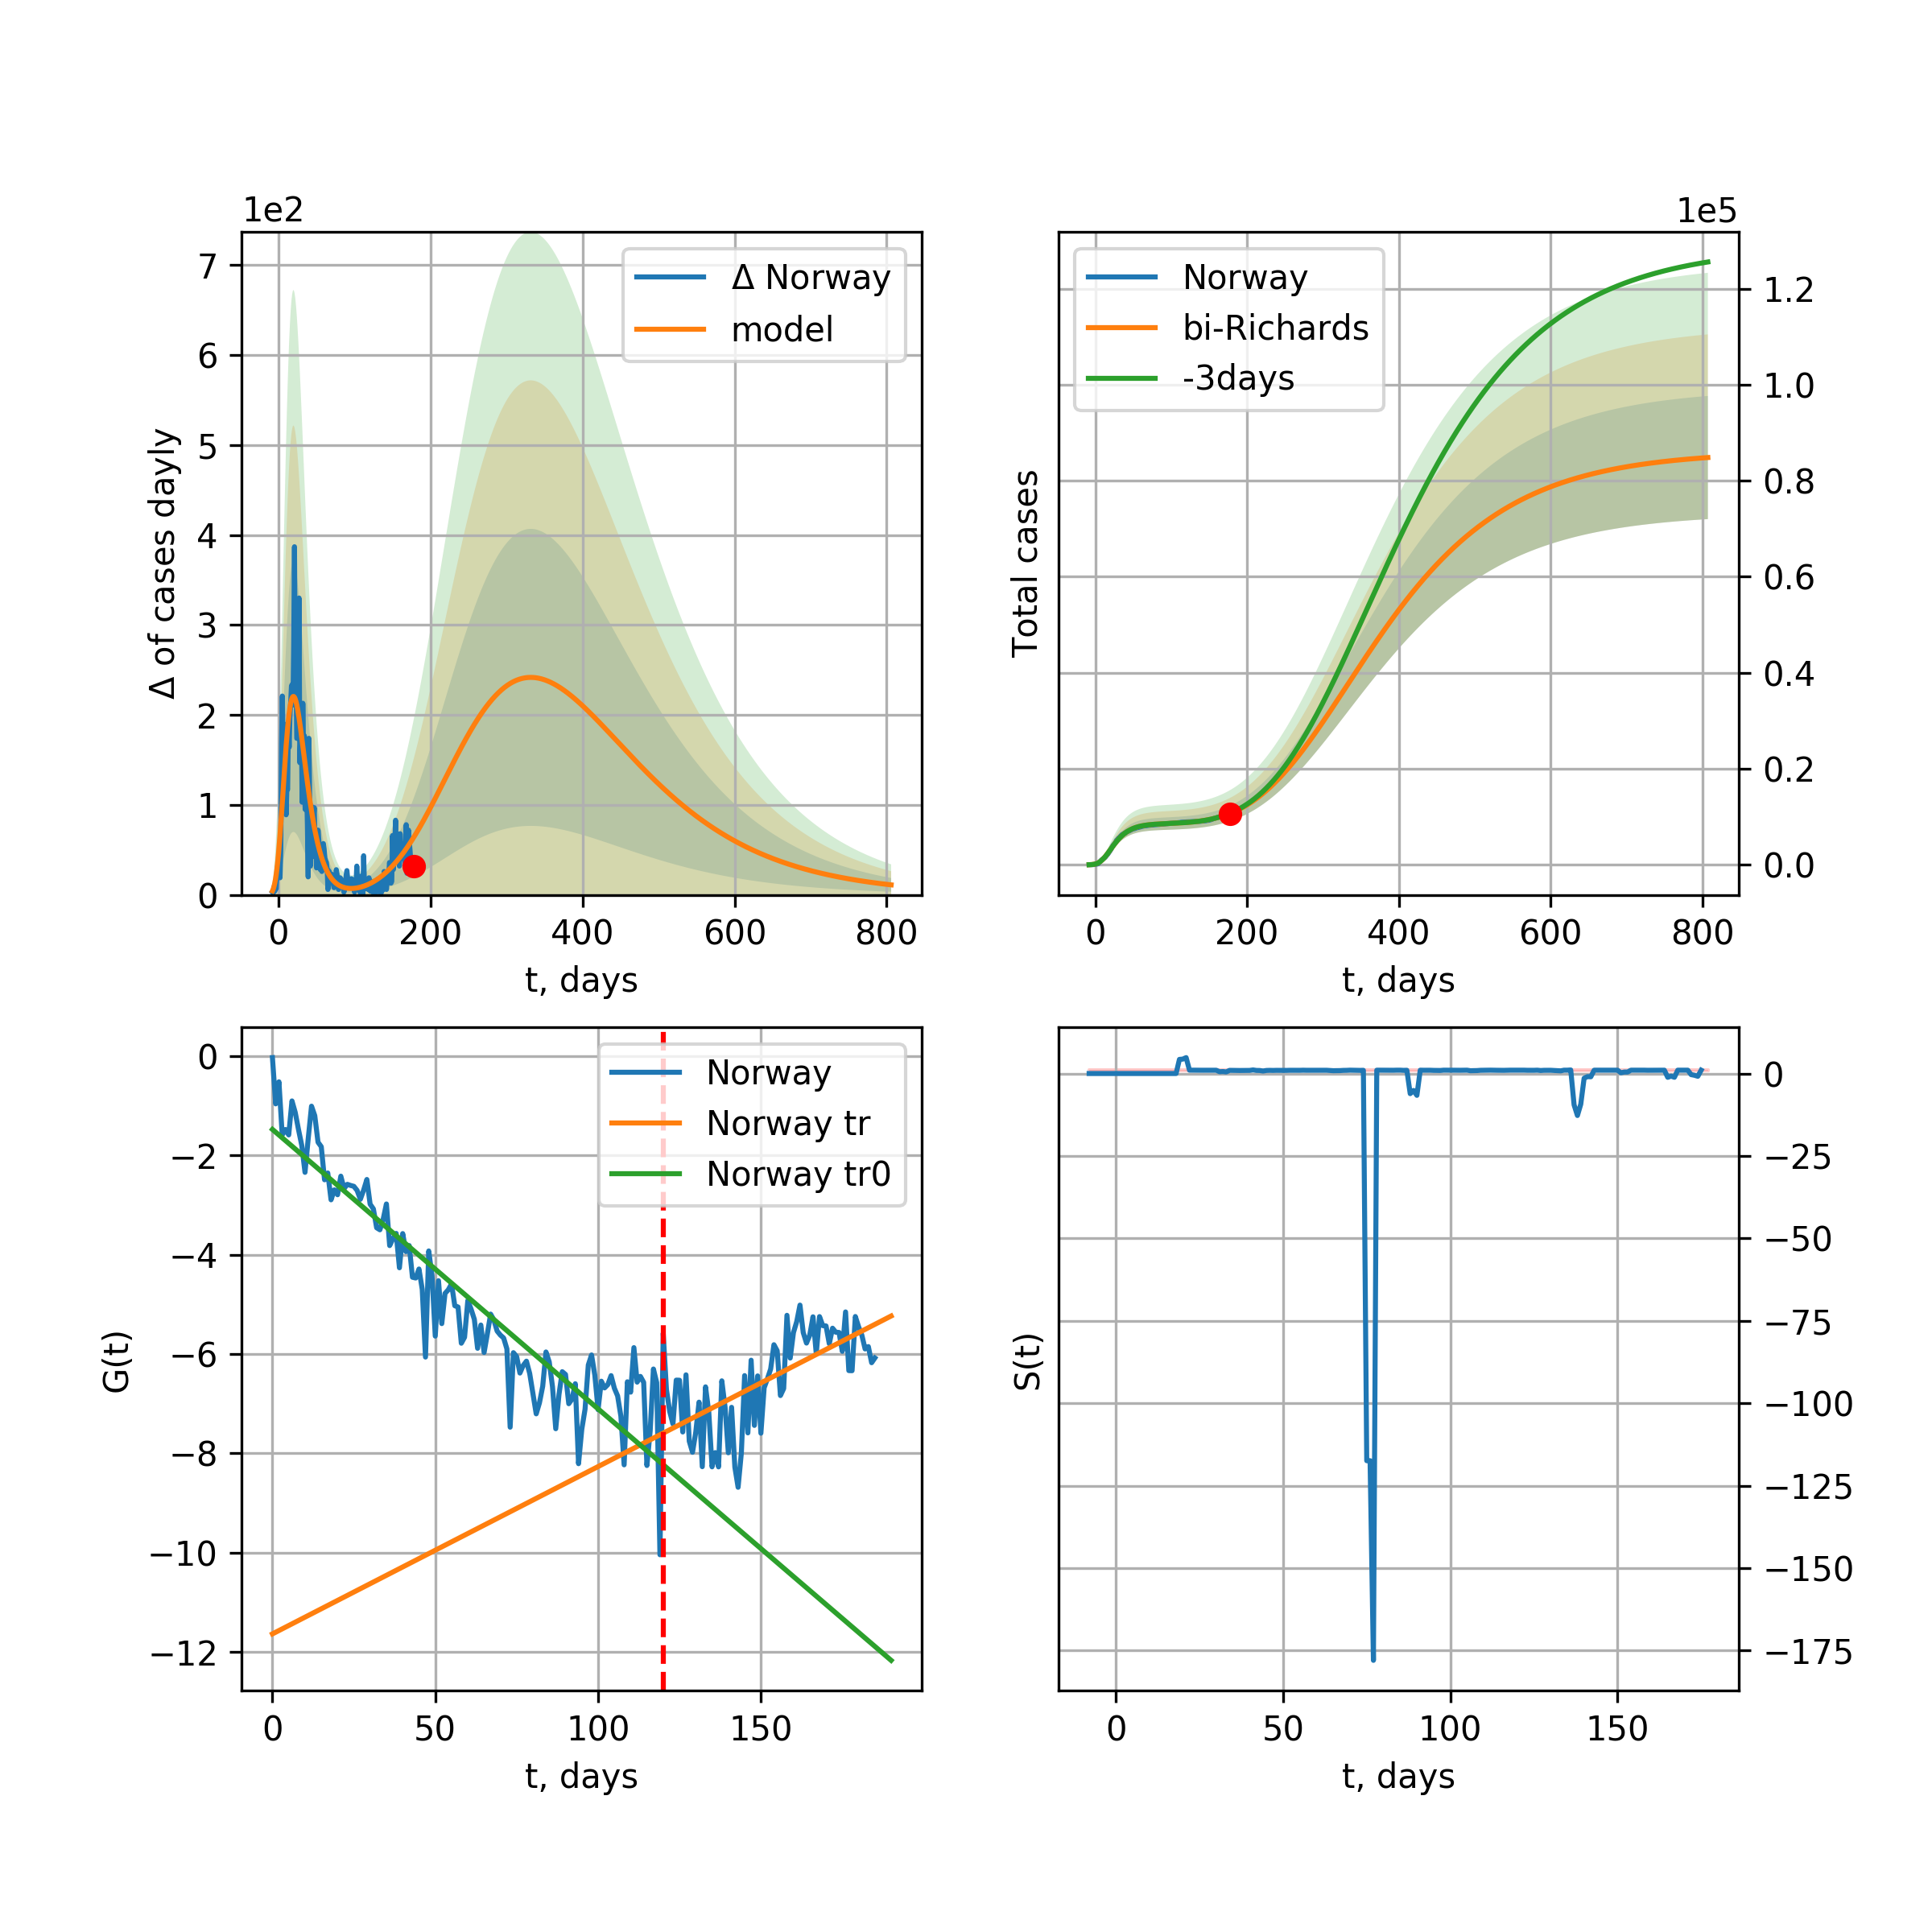 1e2
7
6
5
4
3
2
1
0
Δ of cases dayly
Δ Norway
model
0 200 400 600 800
t, days
1e5
1.2
1.0
0.8
0.6
0.4
0.2
0.0
Total cases
Norway
bi-Richards
-3days
0 200 400 600 800
t, days
0
−2
−4
−6
−8
−10
−12
G(t)
Norway
Norway tr
Norway tr0
0 50 100 150
t, days
0
−25
−50
−75
−100
−125
−150
−175
S(t)
0 50 100 150
t, days